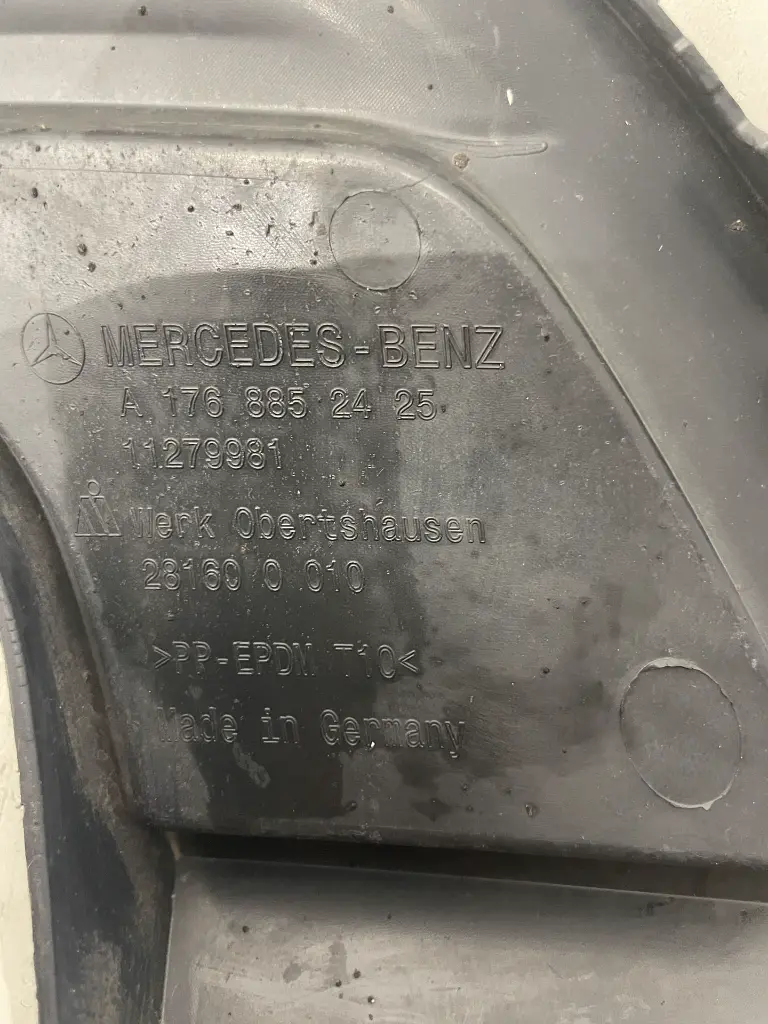 MERCEDES-BENZ
A 176 885 24 25
11279981
Werk Obertshausen
28160 0 010
>PP-EPDM T10<
Made in Germany